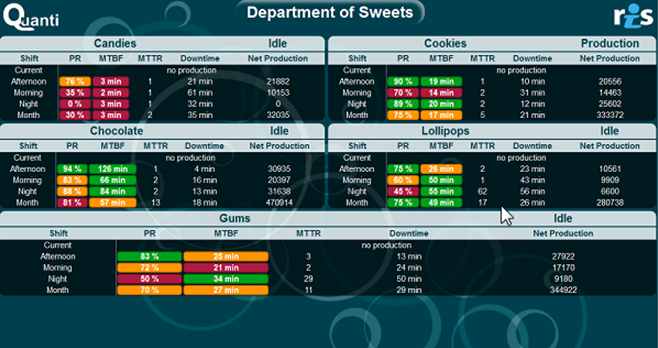 Quanti
Department of Sweets
ris
Candies Idle
Shift PR MTBF MTTR Downtime Net Production
Current no production
Afternoon 76 % 3 min 1 21 min 21882
Morning 35 % 2 min 1 61 min 10153
Night 0 % 3 min 1 32 min 0
Month 30 % 3 min 2 35 min 32035
Cookies Production
Shift PR MTBF MTTR Downtime Net Production
Current no production
Afternoon 90 % 19 min 1 10 min 20556
Morning 70 % 14 min 2 31 min 14463
Night 89 % 20 min 2 12 min 25602
Month 75 % 17 min 5 21 min 333372
Chocolate Idle
Shift PR MTBF MTTR Downtime Net Production
Current no production
Afternoon 94 % 126 min 1 4 min 30935
Morning 83 % 66 min 2 16 min 20397
Night 88 % 84 min 2 13 min 31638
Month 81 % 57 min 13 18 min 470914
Lollipops Idle
Shift PR MTBF MTTR Downtime Net Production
Current no production
Afternoon 75 % 26 min 2 23 min 10561
Morning 60 % 50 min 1 43 min 9909
Night 45 % 55 min 62 56 min 6600
Month 75 % 49 min 17 26 min 280738
Gums Idle
Shift PR MTBF MTTR Downtime Net Production
Current no production
Afternoon 83 % 25 min 3 13 min 27922
Morning 72 % 21 min 2 24 min 17170
Night 50 % 34 min 29 50 min 9180
Month 70 % 27 min 11 29 min 344922